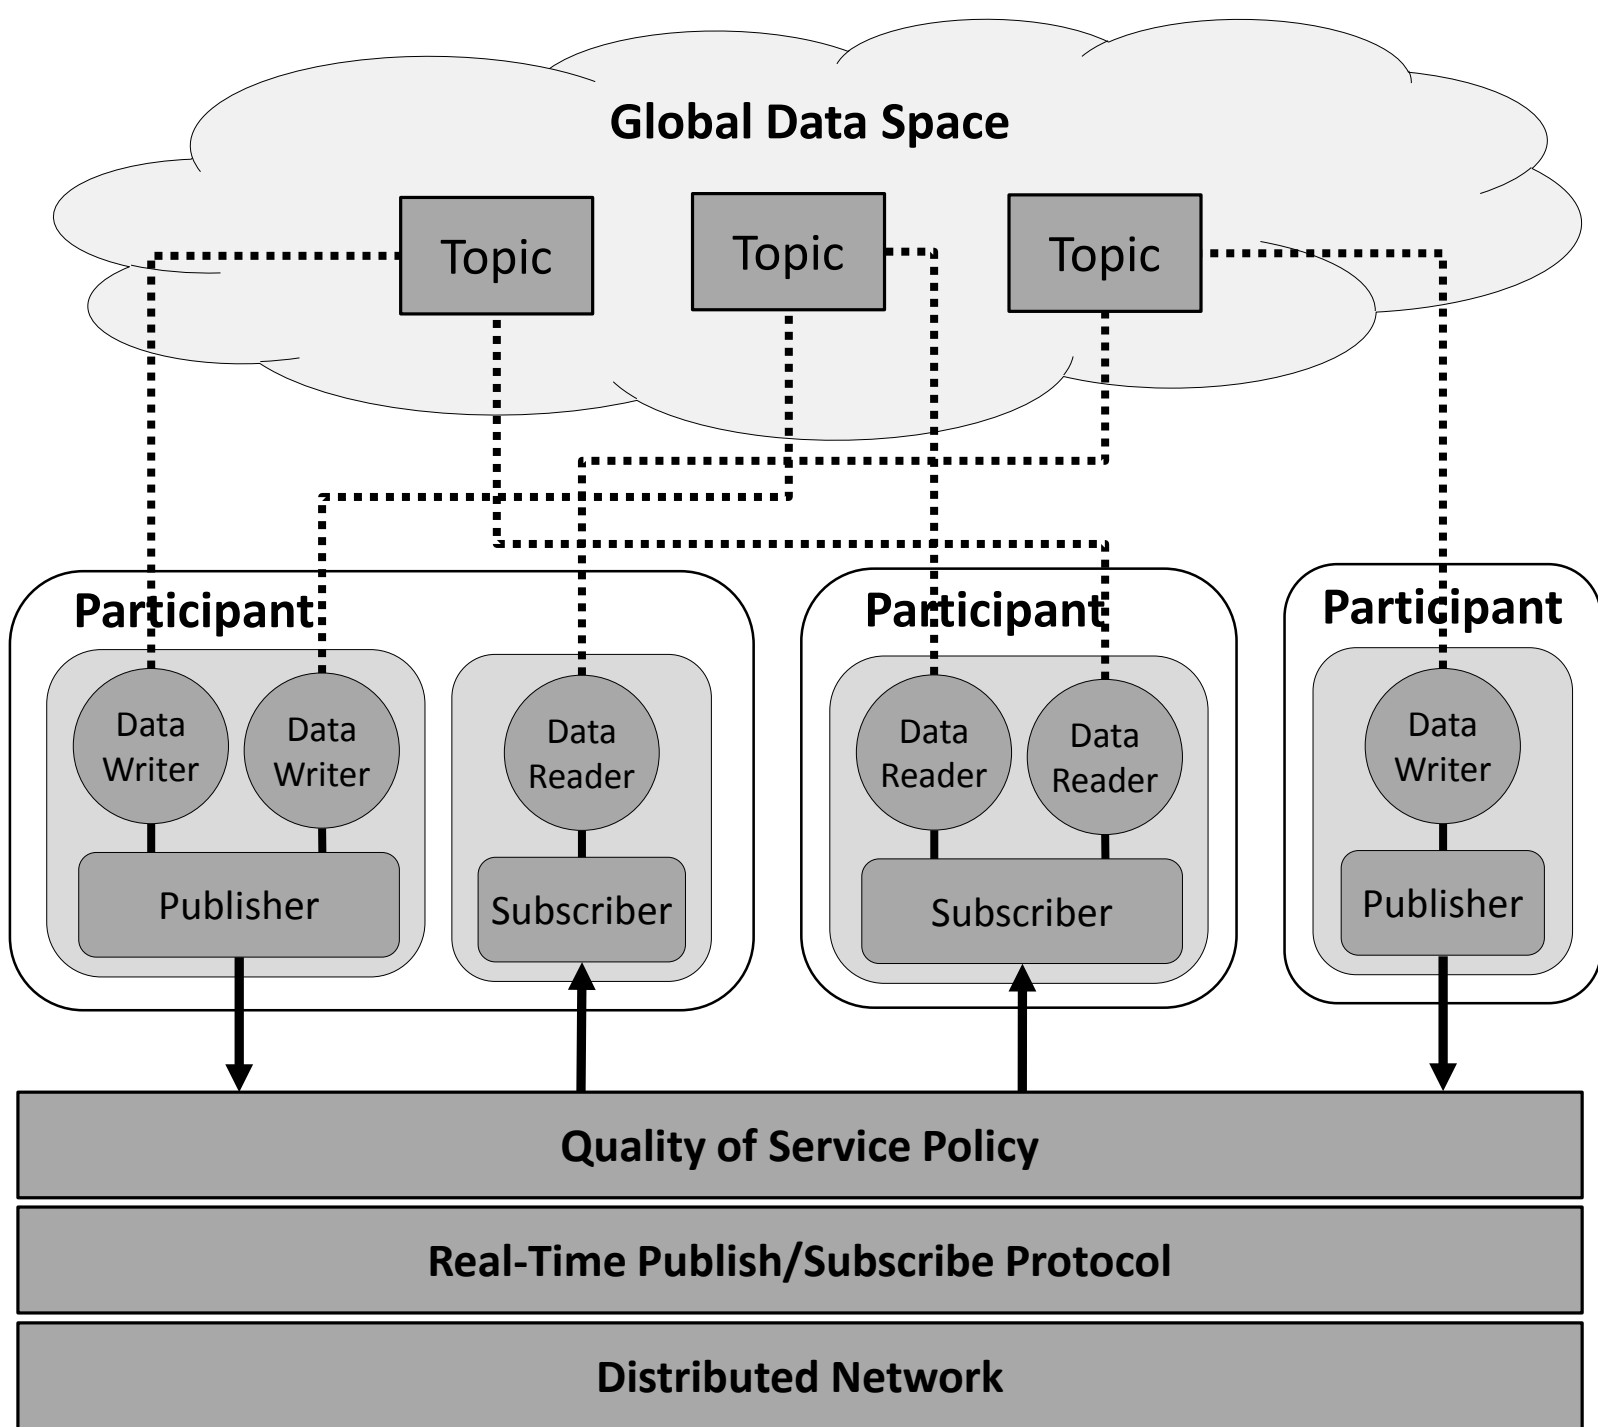 Global Data Space
Topic
Topic
Topic
Participant
Participant
Participant
Data
Writer
Data
Writer
Data
Reader
Data
Reader
Data
Reader
Data
Writer
Publisher
Subscriber
Subscriber
Publisher
Quality of Service Policy
Real-Time Publish/Subscribe Protocol
Distributed Network